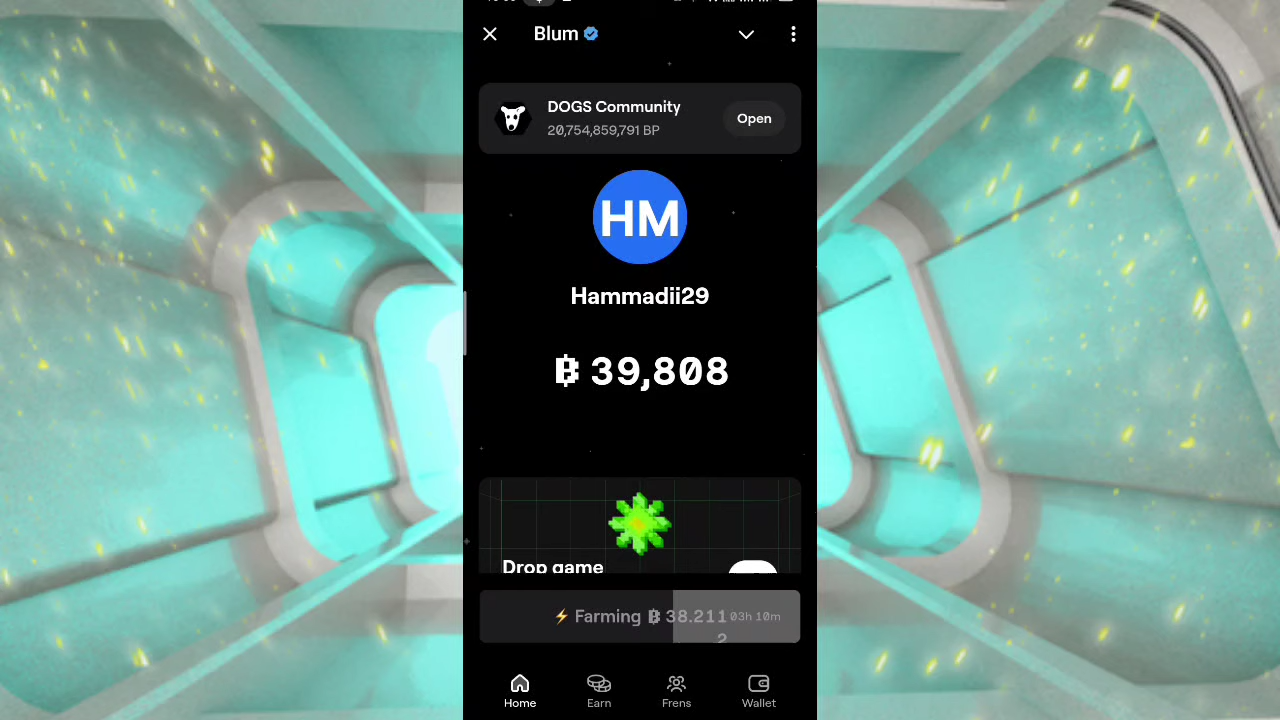 Blum
DOGS Community
20,754,859,791 BP
Open
HM
Hammadii29
39,808
Drop game
Farming 38.211
03h 10m
Home
Earn
Frens
Wallet